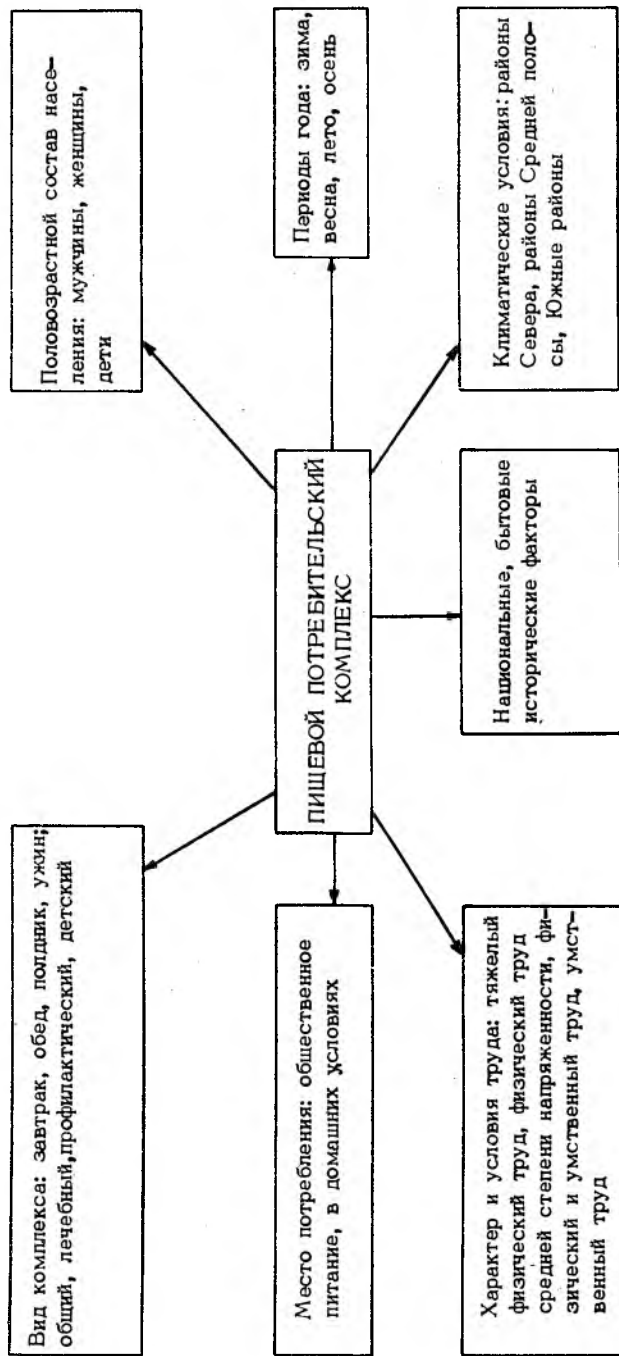 Вид комплекса: завтрак, обед, полдник, ужин;
общий, лечебный,профилактический, детский
Половозрастной состав насе-
ления: мужчины, женщины,
дети
Место потребления: общественное
питание, в домашних условиях
ПИЩЕВОЙ ПОТРЕБИТЕЛЬСКИЙ
КОМПЛЕКС
Периоды года: зима,
весна, лето, осень
Характер и условия труда: тяжелый
физический труд, физический труд
средней степени напряженности, фи-
зический и умственный труд, умст-
венный труд
Национальные, бытовые
исторические факторы
Климатические условия: районы
Севера, районы Средней поло-
сы, Южные районы